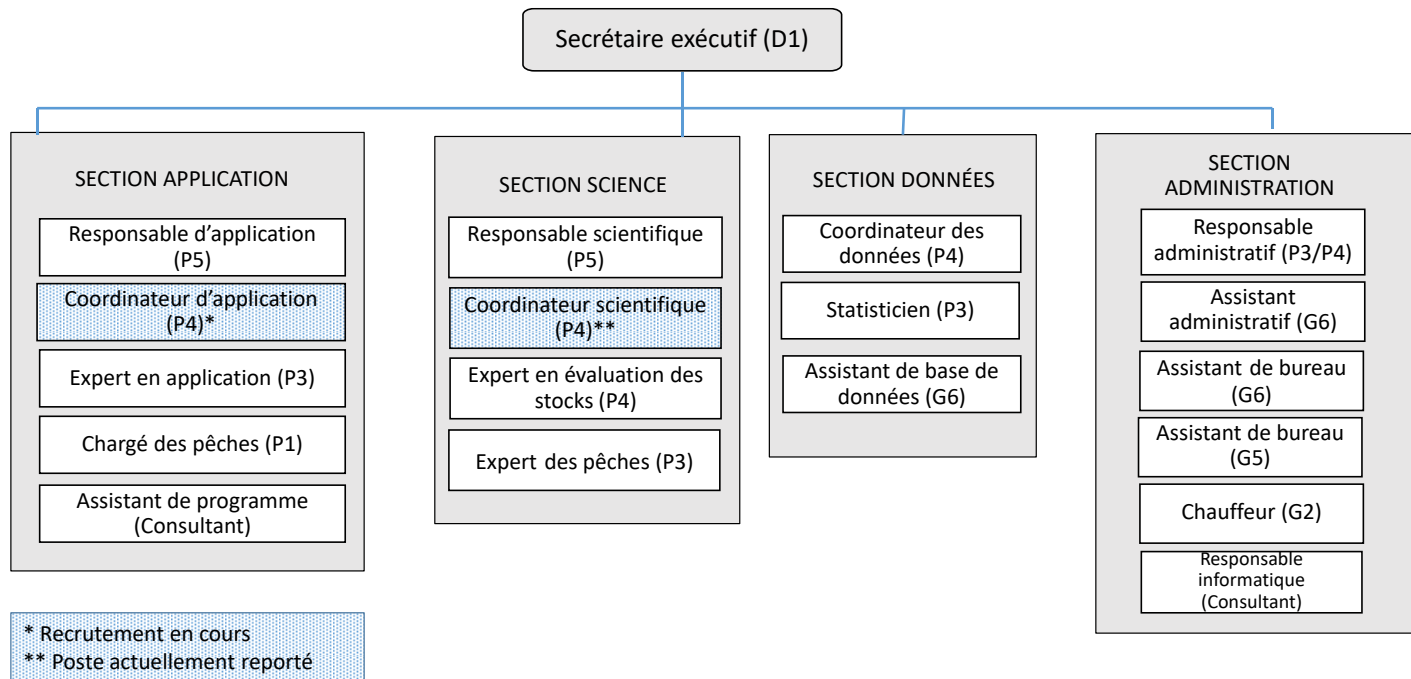 Secrétaire exécutif (D1)
SECTION APPLICATION
Responsable d’application
(P5)
Coordinateur d’application
(P4)*
Expert en application (P3)
Chargé des pêches (P1)
Assistant de programme
(Consultant)
SECTION SCIENCE
Responsable scientifique
(P5)
Coordinateur scientifique
(P4)**
Expert en évaluation des
stocks (P4)
Expert des pêches (P3)
SECTION DONNÉES
Coordinateur des
données (P4)
Statisticien (P3)
Assistant de base de
données (G6)
SECTION
ADMINISTRATION
Responsable
administratif (P3/P4)
Assistant
administratif (G6)
Assistant de bureau
(G6)
Assistant de bureau
(G5)
Chauffeur (G2)
Responsable
informatique
(Consultant)
* Recrutement en cours
** Poste actuellement reporté